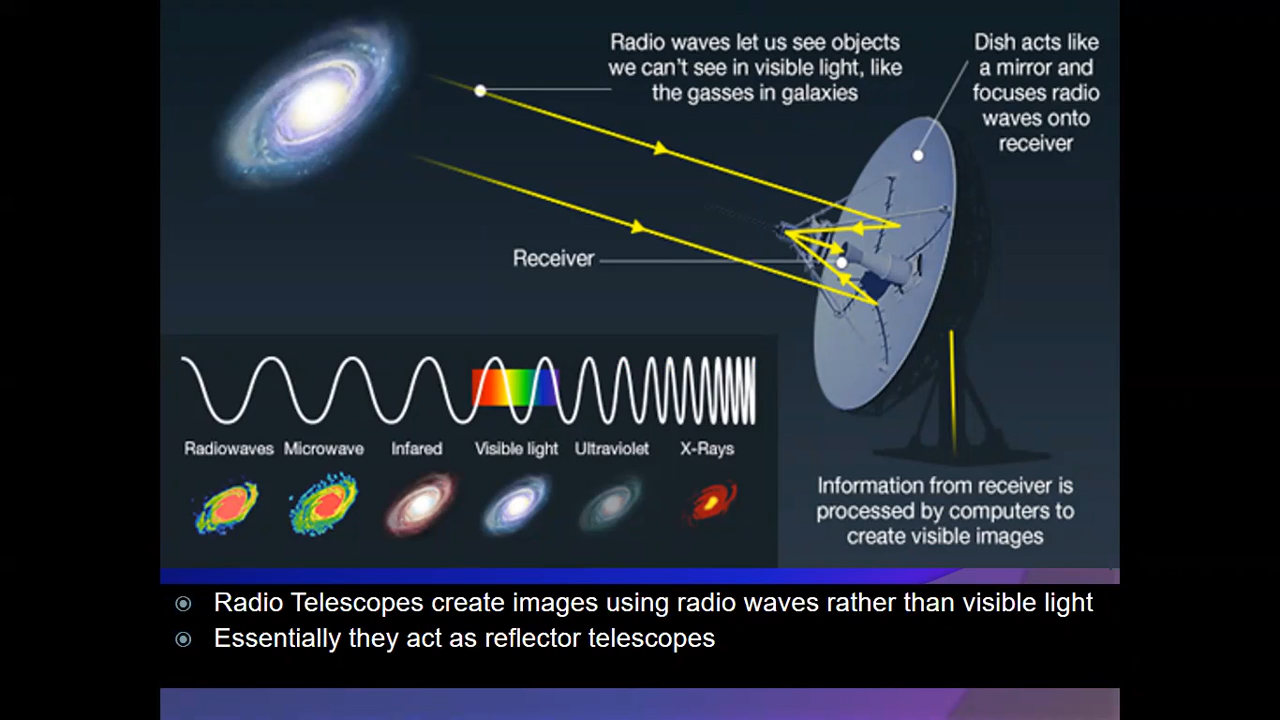 Radio waves let us see objects
we can't see in visible light, like
the gasses in galaxies
Dish acts like
a mirror and
focuses radio
waves onto
receiver
Receiver
Radiowaves Microwave Infared Visible light Ultraviolet X-Rays
Information from receiver is
processed by computers to
create visible images
Radio Telescopes create images using radio waves rather than visible light
Essentially they act as reflector telescopes